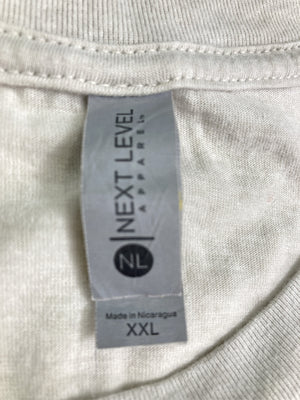 NEXT LEVEL
APPAREL
NL
Made in Nicaragua
XXL